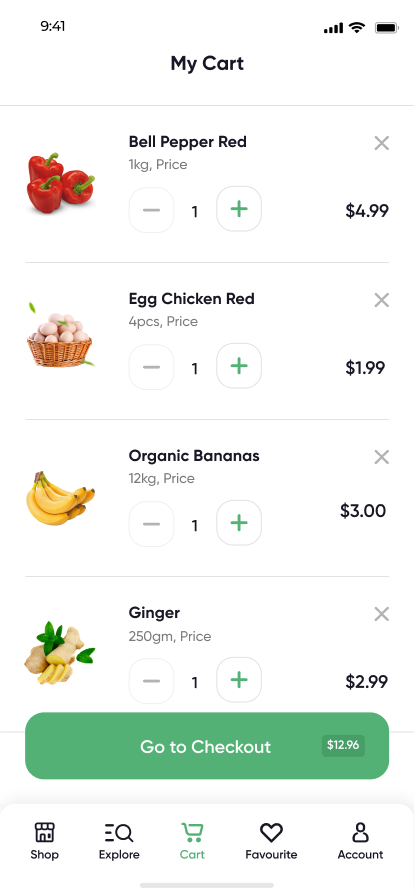 9:41
My Cart
Bell Pepper Red
1kg, Price
1
$4.99
Egg Chicken Red
4pcs, Price
1
$1.99
Organic Bananas
12kg, Price
1
$3.00
Ginger
250gm, Price
1
$2.99
Go to Checkout $12.96
Shop Explore Cart Favourite Account